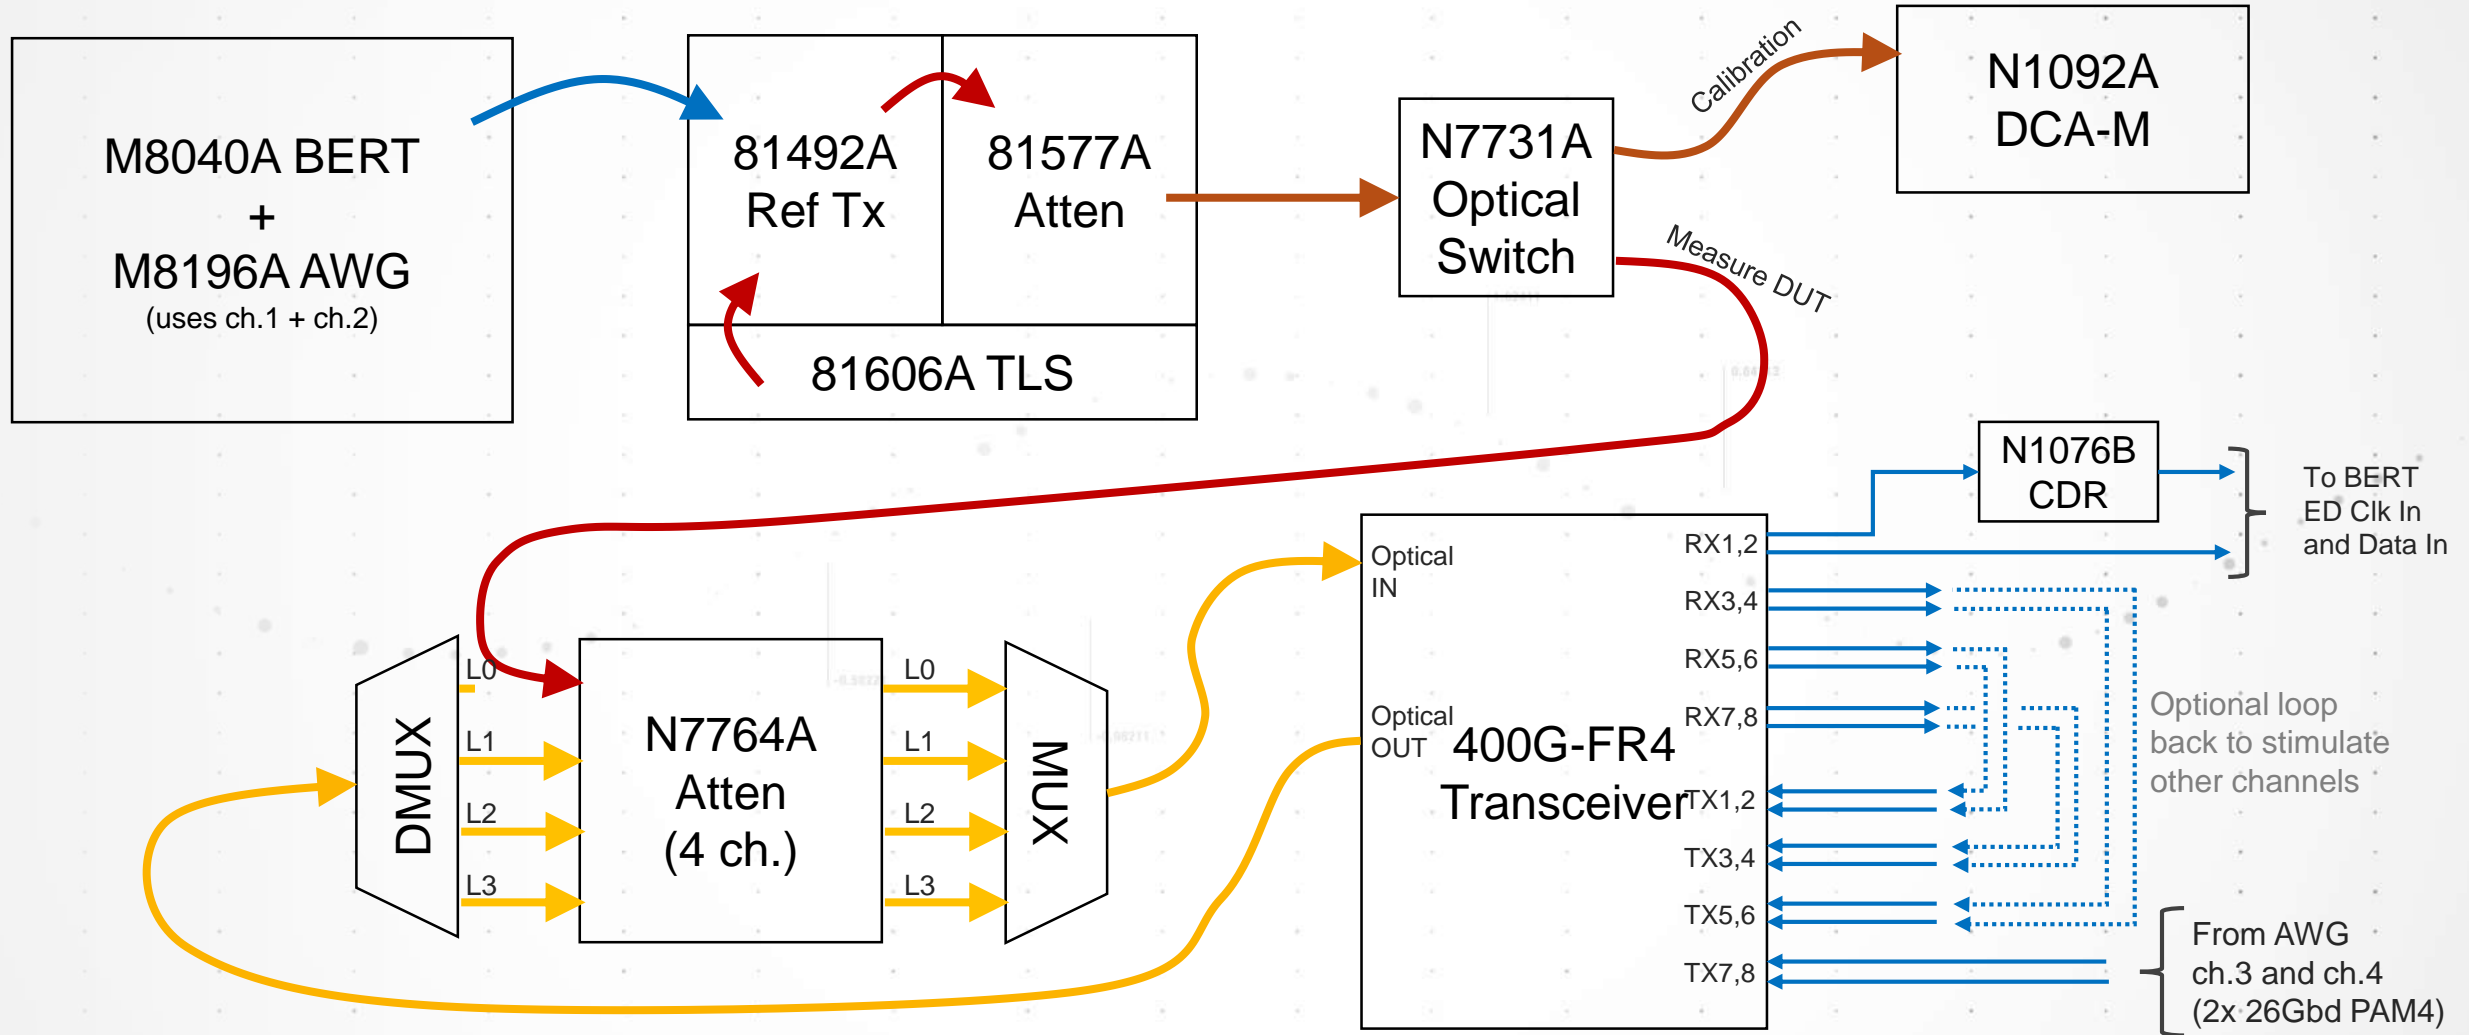 M8040A BERT
+
M8196A AWG
(uses ch.1 + ch.2)
81492A
Ref Tx
81577A
Atten
81606A TLS
N7731A
Optical
Switch
Calibration
Measure DUT
N1092A
DCA-M
N1076B
CDR
To BERT
ED Clk In
and Data In
DMUX
L0
L1
L2
L3
N7764A
Atten
(4 ch.)
L0
L1
L2
L3
MUX
Optical
IN
Optical
OUT
400G-FR4
Transceiver
RX1,2
RX3,4
RX5,6
RX7,8
TX1,2
TX3,4
TX5,6
TX7,8
Optional loop
back to stimulate
other channels
From AWG
ch.3 and ch.4
(2x 26Gbd PAM4)